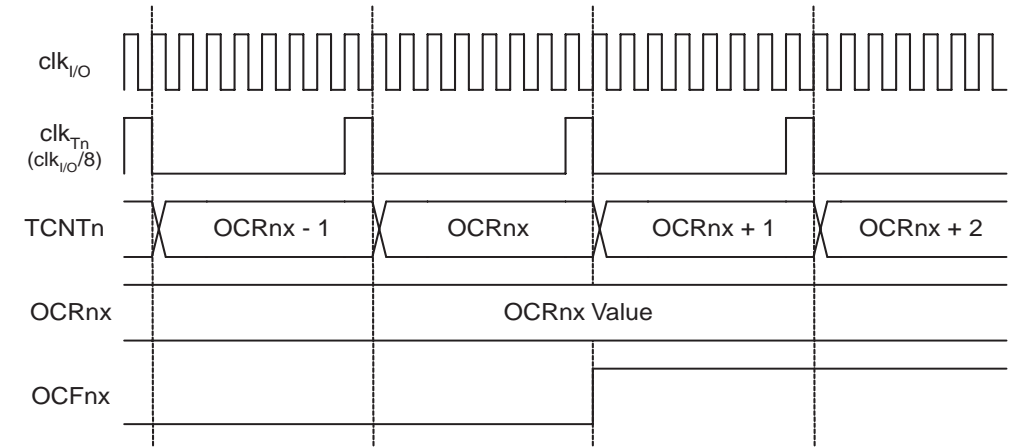 clkI/O
clkTn
(clkI/O/8)
TCNTn OCRnx - 1 OCRnx OCRnx + 1 OCRnx + 2
OCRnx OCRnx Value
OCFnx